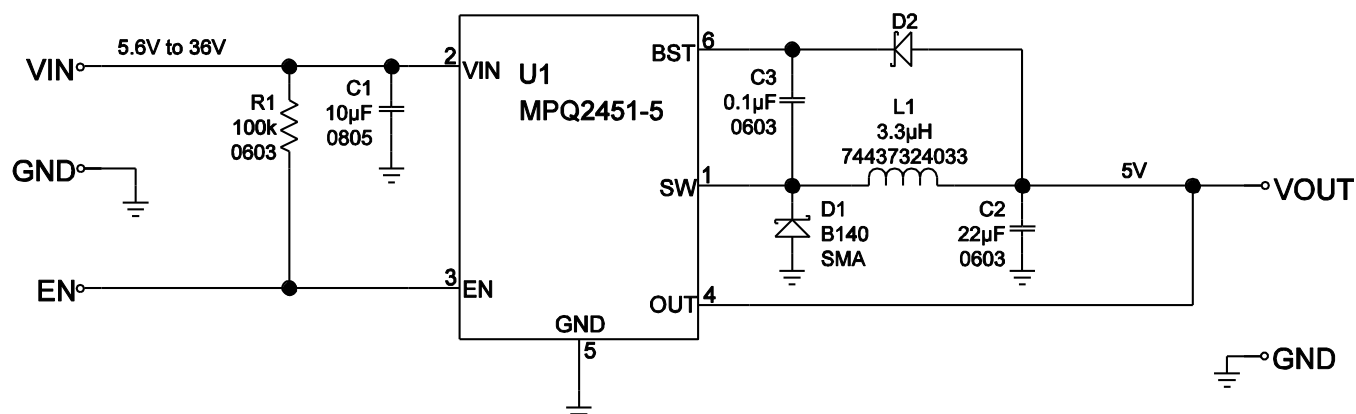 VIN
5.6V to 36V
R1
100k
0603
C1
10µF
0805
GND
EN
2
VIN
U1
MPQ2451-5
3
EN
GND
5
BST
6
SW
1
OUT
4
C3
0.1µF
0603
D2
L1
3.3µH
74437324033
D1
B140
SMA
C2
22µF
0603
5V
VOUT
GND